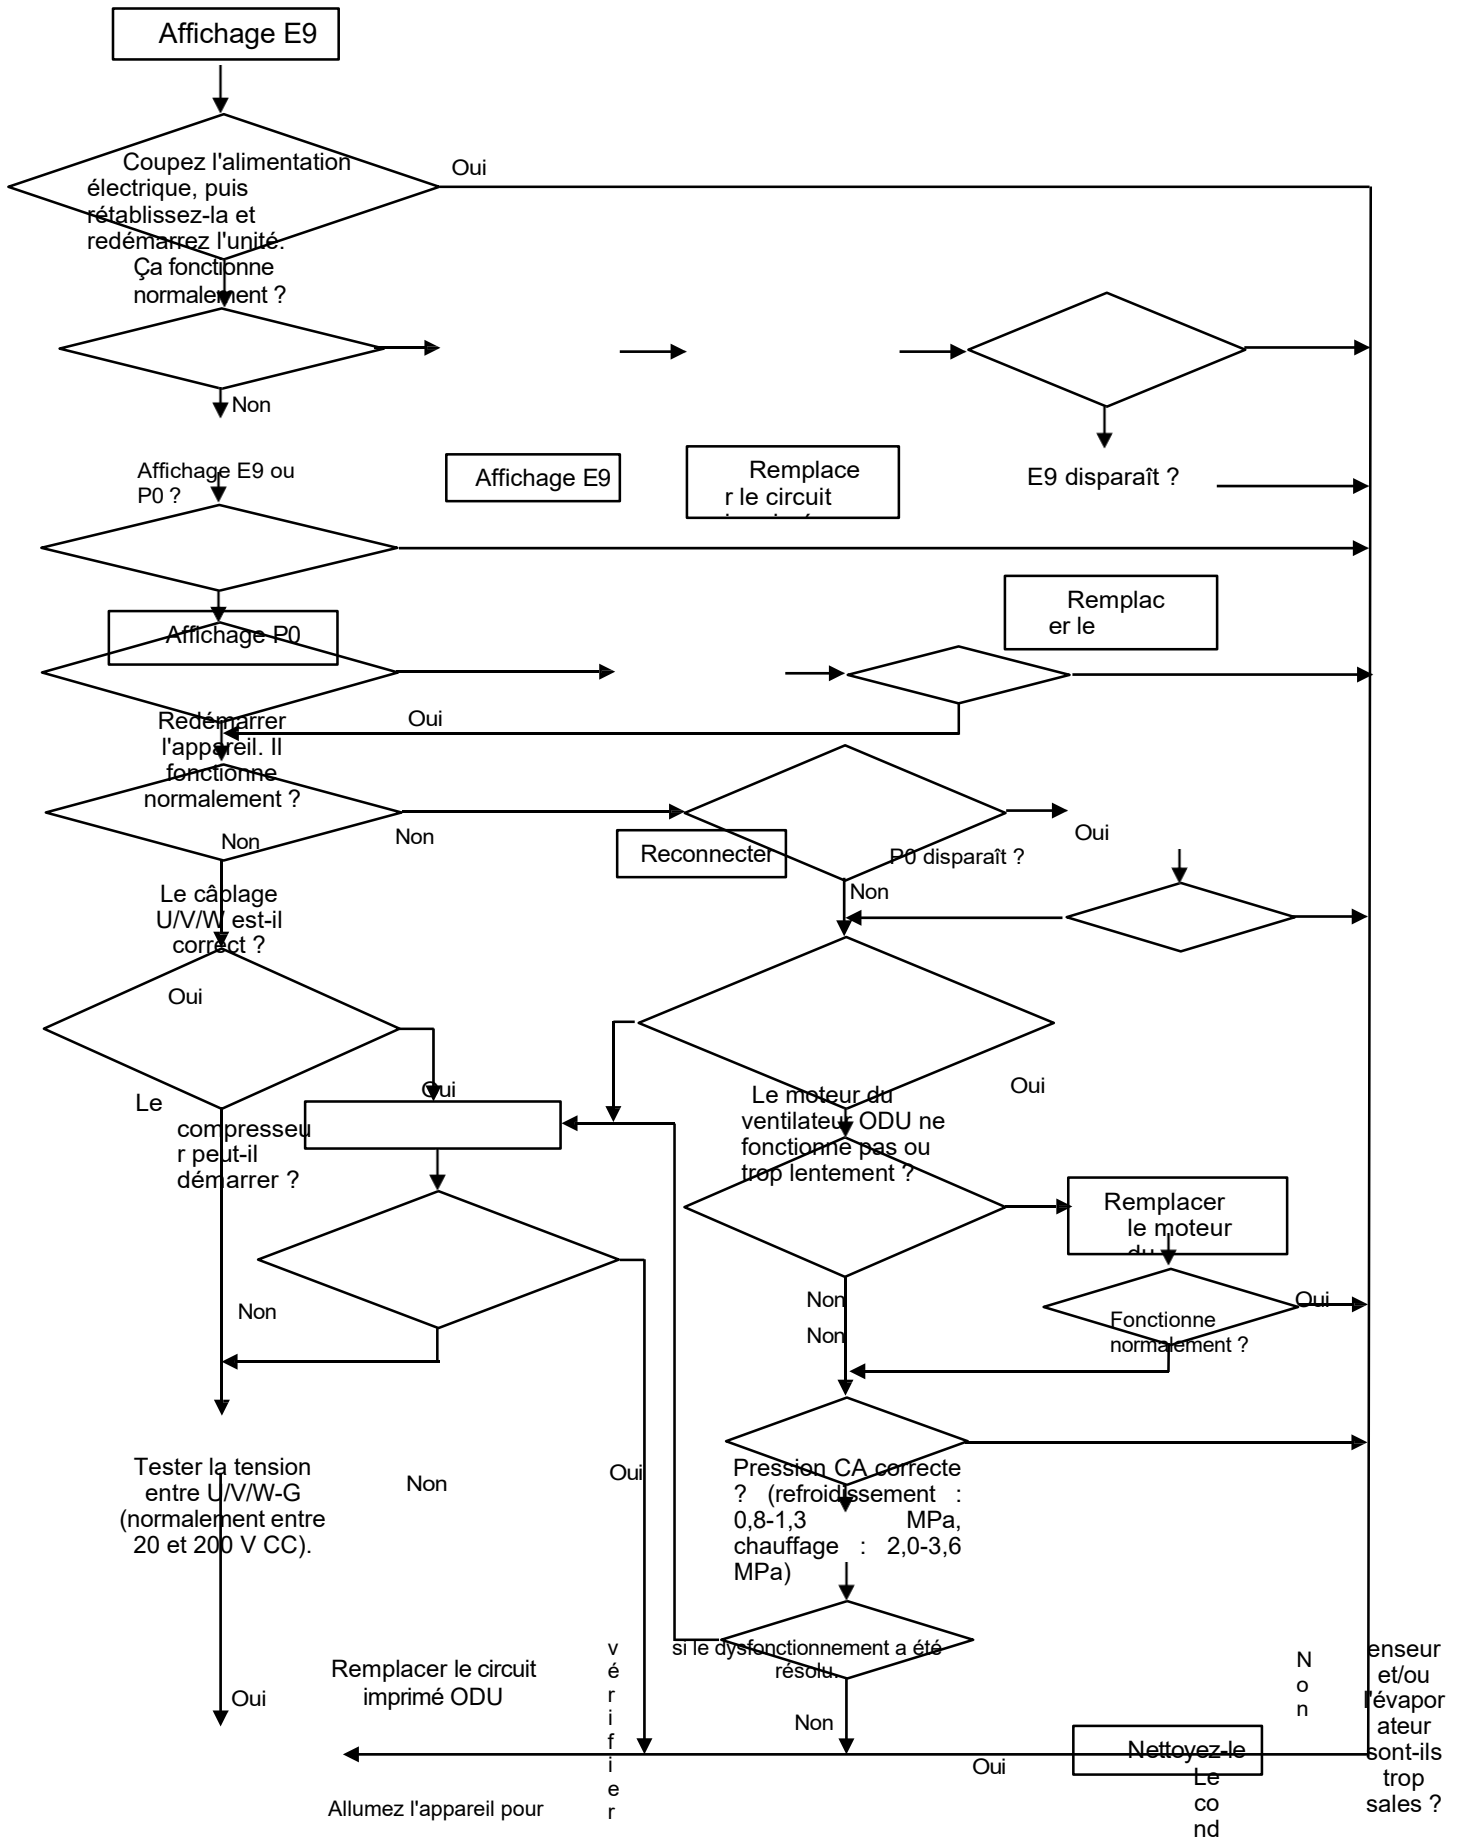 Affichage E9
Coupez l'alimentation
électrique, puis
rétablissez-la et
redémarrez l'unité.
Ça fonctionne
normalement ?
Oui
Non
Affichage E9 ou
P0 ?
Affichage E9
Remplace
r le circuit
E9 disparaît ?
Affichage P0
Remplac
er le
Redémarrer
l'appareil. Il
fonctionne
normalement ?
Oui
Non
Non
Reconnecter
P0 disparaît ?
Oui
Non
Le câblage
U/V/W est-il
correct ?
Oui
Oui
Le
compresseu
r peut-il
démarrer ?
Le moteur du
ventilateur ODU ne
fonctionne pas ou
trop lentement ?
Oui
Remplacer
le moteur
du
Non
Non
Non
Fonctionne
normalement ?
Oui
Tester la tension
entre U/V/W-G
(normalement entre
20 et 200 V CC).
Non
Oui
Pression CA correcte
? (refroidissement :
0,8-1,3 MPa,
chauffage : 2,0-3,6
MPa)
Oui
Remplacer le circuit
imprimé ODU
Allumez l'appareil pour
v
é
r
i
f
i
e
r
si le dysfonctionnement a été
résolu.
Non
Oui
N
o
n
Nettoyez-le
Le
co
nd
enseur
et/ou
l'évapor
ateur
sont-ils
trop
sales ?